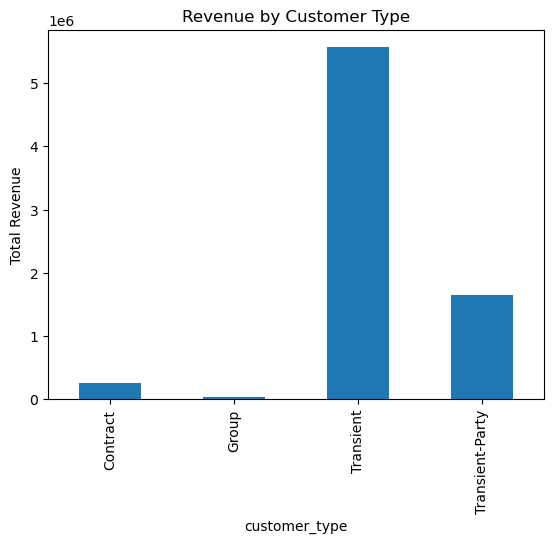 Revenue by Customer Type
1e6
Total Revenue
5
4
3
2
1
0
Contract
Group
Transient
Transient-Party
customer_type